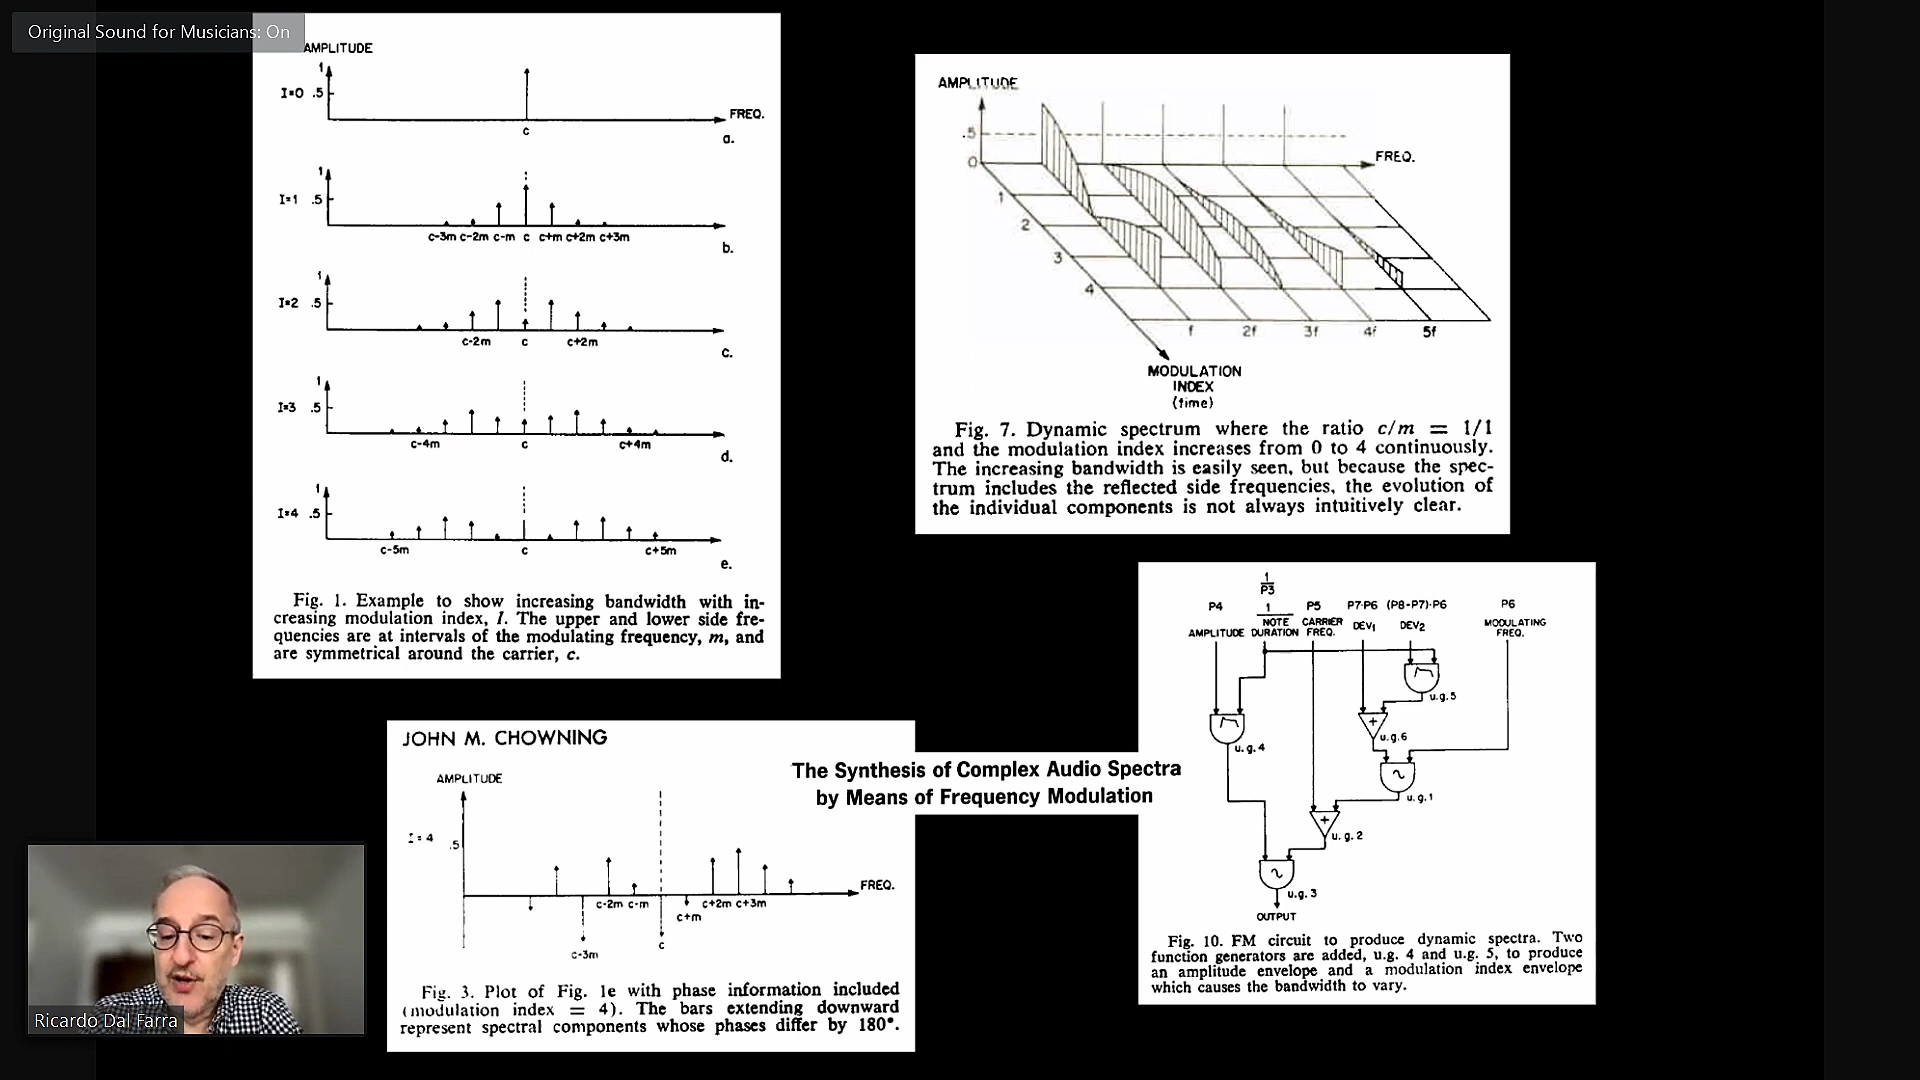 Original Sound for Musicians: On
AMPLITUDE
1
I=0 .5
FREQ.
c
a.
1
I=1 .5
c-3m c-2m c-m c c+m c+2m c+3m
b.
1
I=2 .5
c-2m c c+2m
c.
1
I=3 .5
c-4m c c+4m
d.
1
I=4 .5
c-5m c c+5m
e.
Fig. 1. Example to show increasing bandwidth with in-
creasing modulation index, I. The upper and lower side fre-
quencies are at intervals of the modulating frequency, m, and
are symmetrical around the carrier, c.
AMPLITUDE
.5
0
FREQ.
1
2
3
4
f 2f 3f 4f 5f
MODULATION
INDEX
(time)
Fig. 7. Dynamic spectrum where the ratio c/m = 1/1
and the modulation index increases from 0 to 4 continuously.
The increasing bandwidth is easily seen, but because the spec-
trum includes the reflected side frequencies, the evolution of
the individual components is not always intuitively clear.
JOHN M. CHOWNING
The Synthesis of Complex Audio Spectra
by Means of Frequency Modulation
AMPLITUDE
I=4
.5
FREQ.
c-2m c-m c+2m c+3m
c+m
c
c-3m
Fig. 3. Plot of Fig. 1e with phase information included
(modulation index = 4). The bars extending downward
represent spectral components whose phases differ by 180°.
1
P3
P4 1 P5 P7·P6 (P8-P7)·P6 P6
AMPLITUDE NOTE DURATION CARRIER FREQ. DEV1 DEV2 MODULATING FREQ.
u.g.5
+
u.g.6
u.g.4
u.g.1
+
u.g.2
u.g.3
OUTPUT
Fig. 10. FM circuit to produce dynamic spectra. Two
function generators are added, u.g. 4 and u.g. 5, to produce
an amplitude envelope and a modulation index envelope
which causes the bandwidth to vary.
Ricardo Dal Farra